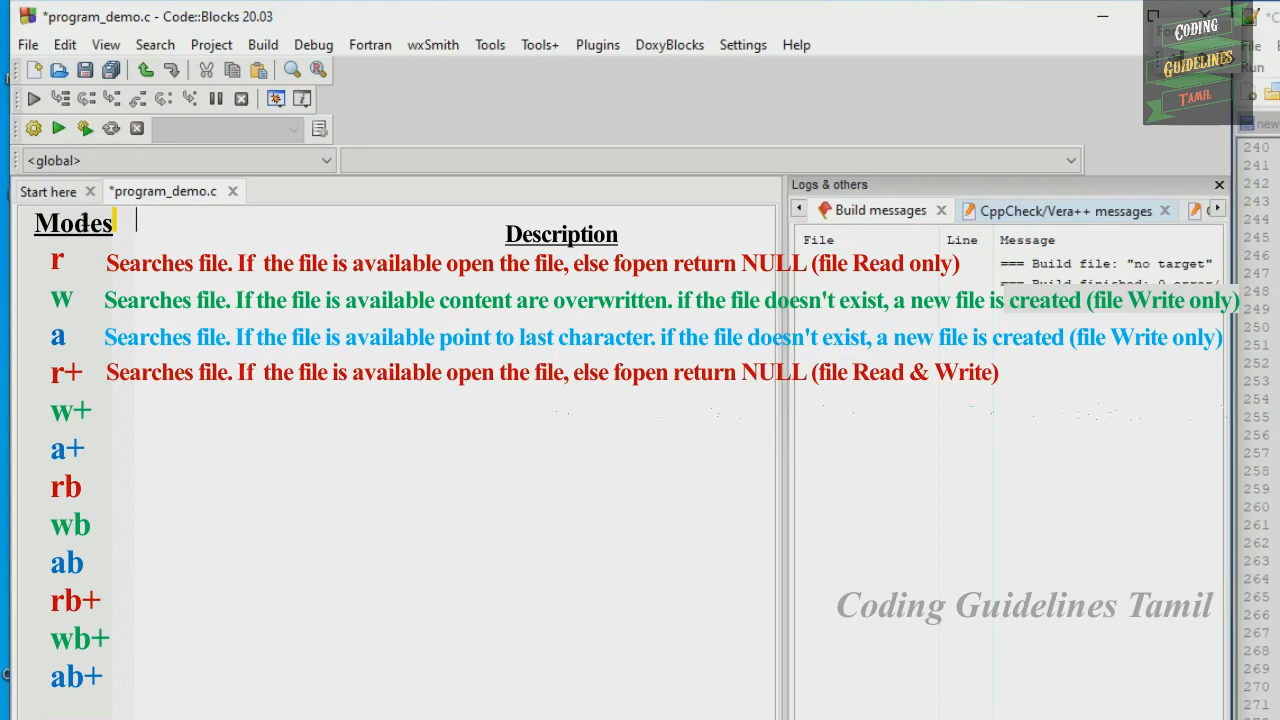 *program_demo.c - Code::Blocks 20.03
File Edit View Search Project Build Debug Fortran wxSmith Tools Tools+ Plugins DoxyBlocks Settings Help
CODING
GUIDELINES
TAMIL
File
Run
new
<global>
Start here *program_demo.c
Logs & others
Build messages CppCheck/Vera++ messages
File Line Message
=== Build file: "no target"
=== Build finished: 0 error(
Modes
Description
r Searches file. If the file is available open the file, else fopen return NULL (file Read only)
w Searches file. If the file is available content are overwritten. if the file doesn't exist, a new file is created (file Write only)
a Searches file. If the file is available point to last character. if the file doesn't exist, a new file is created (file Write only)
r+ Searches file. If the file is available open the file, else fopen return NULL (file Read & Write)
w+
a+
rb
wb
ab
rb+
wb+
ab+
Coding Guidelines Tamil
240
241
242
243
244
245
246
247
248
249
250
251
252
253
254
255
256
257
258
259
260
261
262
263
264
265
266
267
268
269
270
271